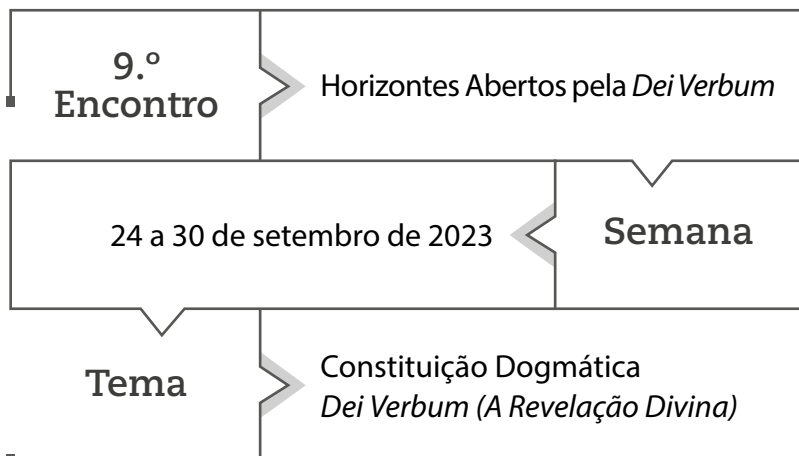 9.º
Encontro
Horizontes Abertos pela Dei Verbum
24 a 30 de setembro de 2023
Semana
Tema
Constituição Dogmática
Dei Verbum (A Revelação Divina)